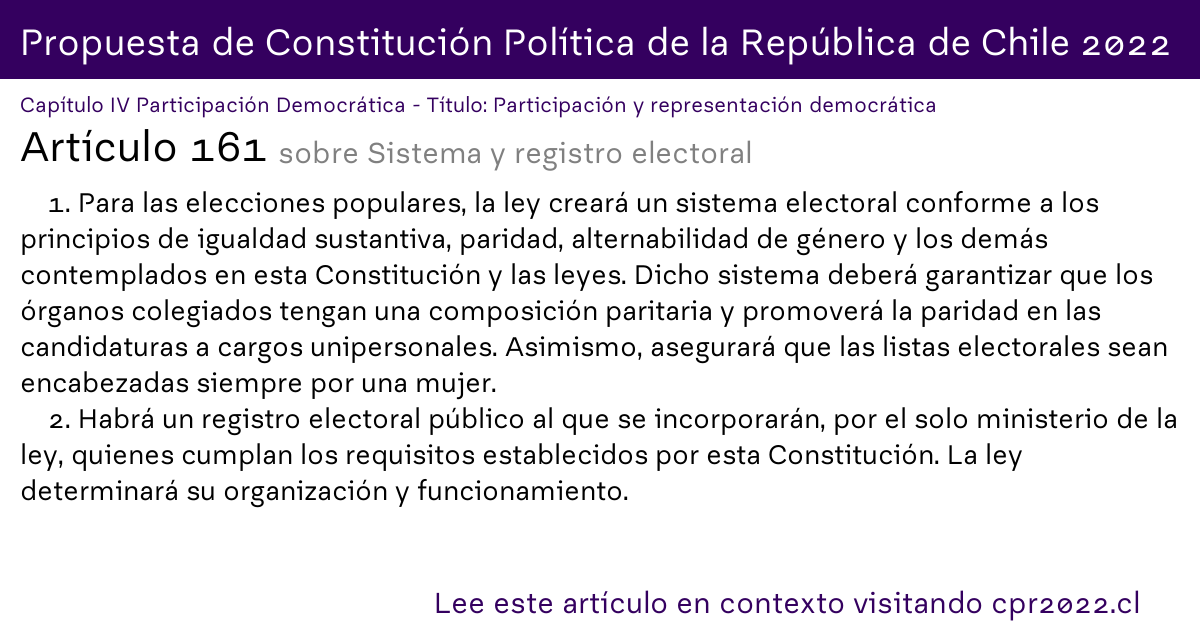 Propuesta de Constitución Política de la República de Chile 2022
Capítulo IV Participación Democrática - Título: Participación y representación democrática
Artículo 161 sobre Sistema y registro electoral
1. Para las elecciones populares, la ley creará un sistema electoral conforme a los
principios de igualdad sustantiva, paridad, alternabilidad de género y los demás
contemplados en esta Constitución y las leyes. Dicho sistema deberá garantizar que los
órganos colegiados tengan una composición paritaria y promoverá la paridad en las
candidaturas a cargos unipersonales. Asimismo, asegurará que las listas electorales sean
encabezadas siempre por una mujer.
2. Habrá un registro electoral público al que se incorporarán, por el solo ministerio de la
ley, quienes cumplan los requisitos establecidos por esta Constitución. La ley
determinará su organización y funcionamiento.
Lee este artículo en contexto visitando cpr2022.cl